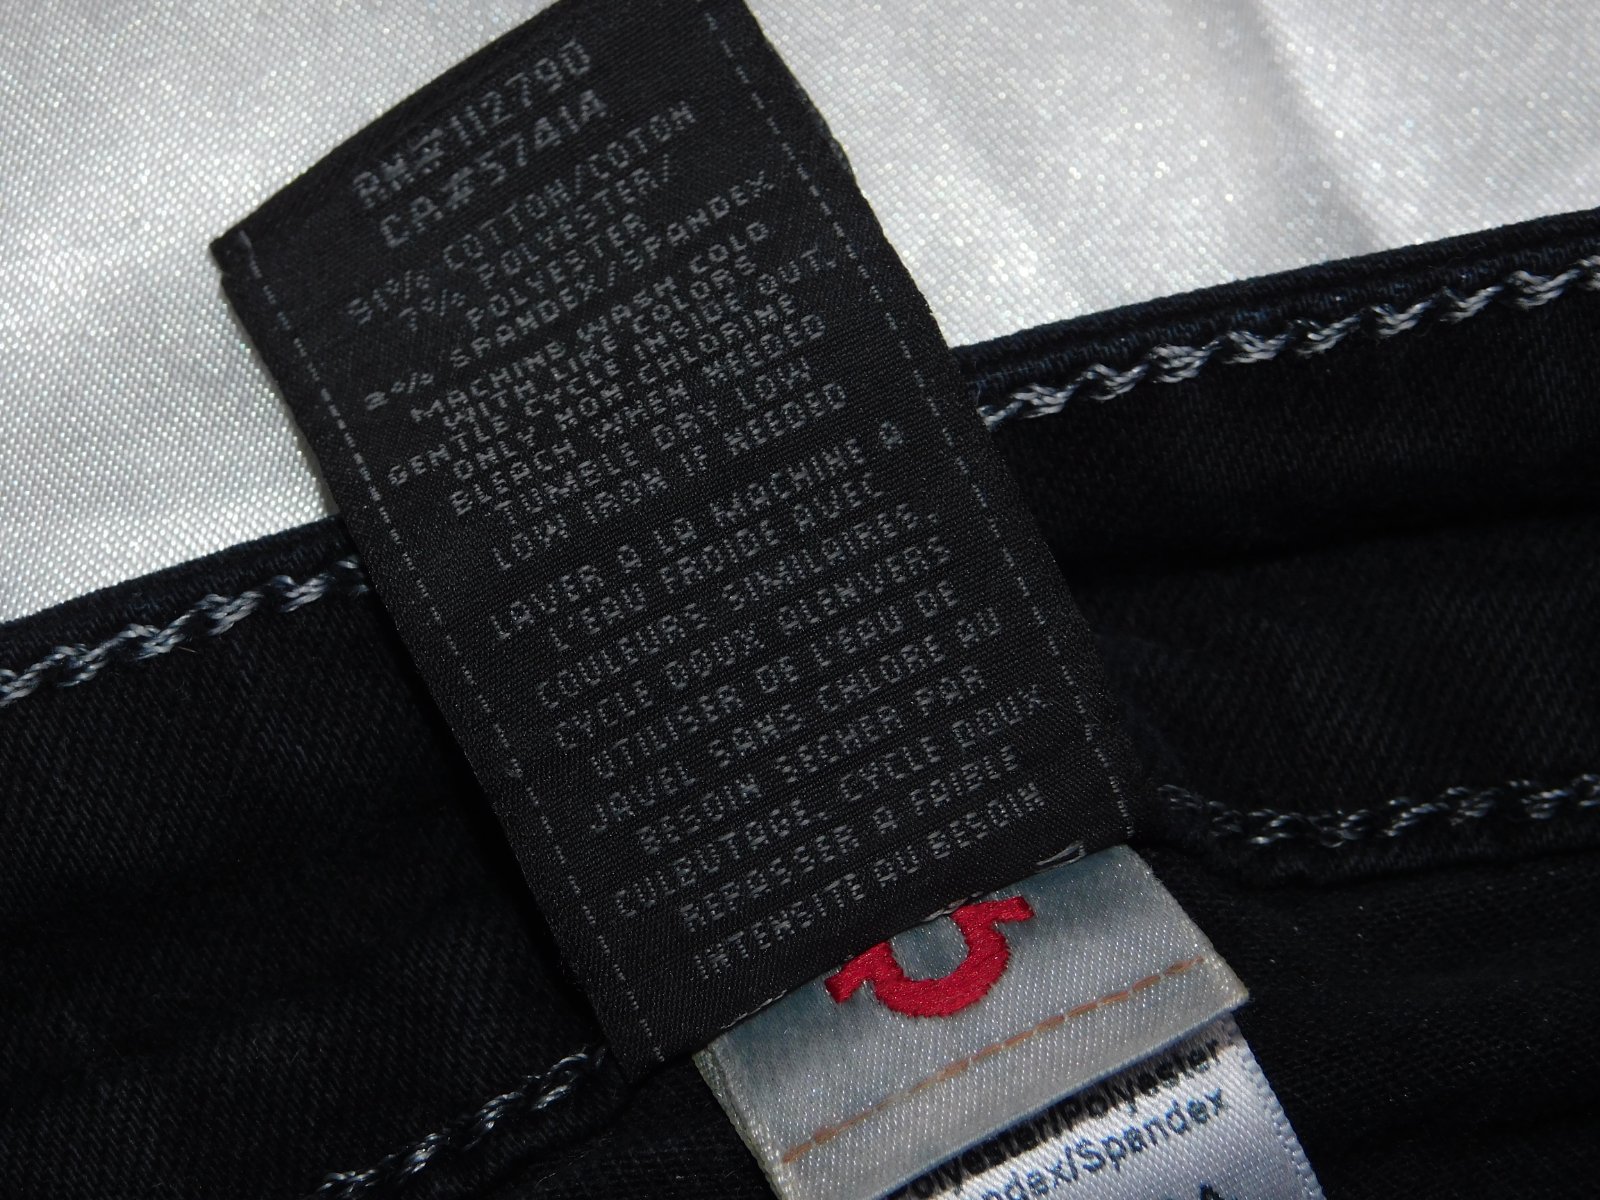 RN#112790
CA#5741A
91% COTTON/COTON
7% POLYESTER/
POLYESTER
2% SPANDEX/SPANDEX
MACHINE WASH COLD
WITH LIKE COLORS
GENTLE CYCLE INSIDE OUT.
ONLY NON-CHLORINE
BLEACH WHEN NEEDED
TUMBLE DRY LOW
LOW IRON IF NEEDED
LAVER A LA MACHINE A
L'EAU FROIDE AVEC
COULEURS SIMILAIRES.
CYCLE DOUX ALENVERS
UTILISER DE L'EAU DE
JAVEL SANS CHLORE AU
BESOIN SECHER PAR
CULBUTAGE, CYCLE DOUX
REPASSER A FAIBLE
INTENSITE AU BESOIN
Polyester/Polyester
ndex/Spandex